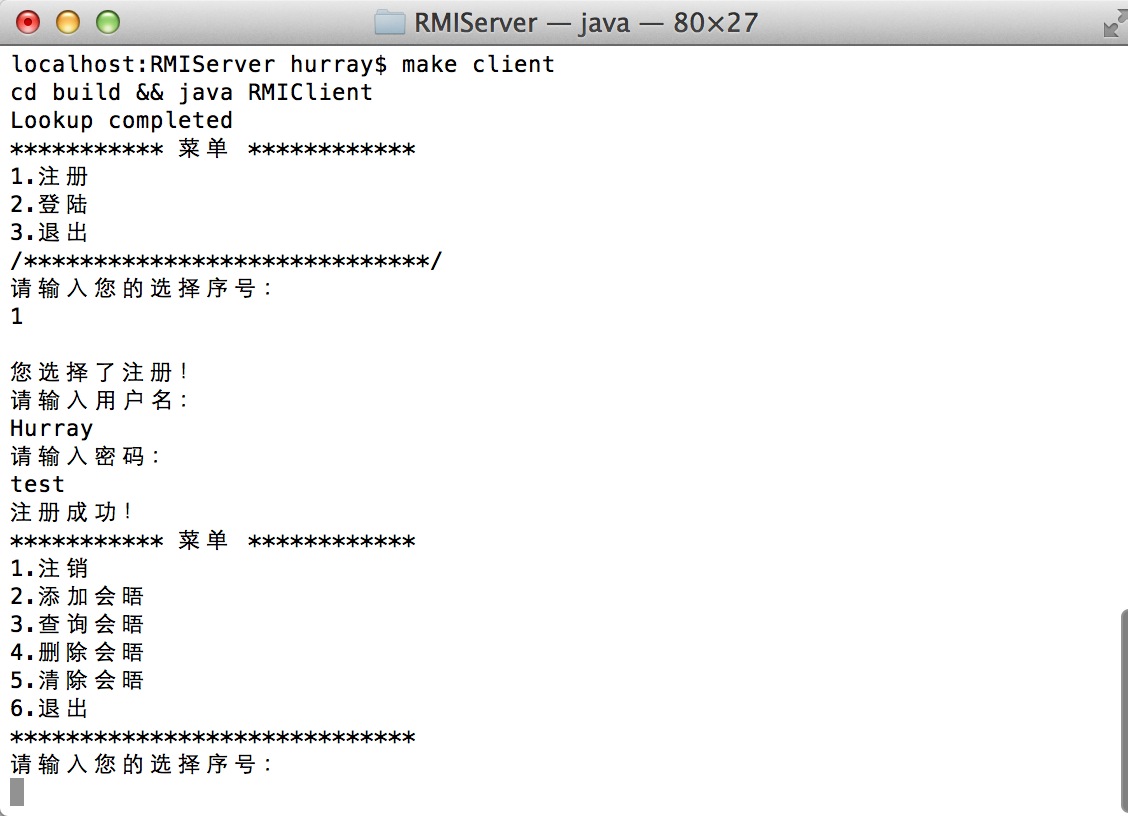 RMIServer — java — 80×27
localhost:RMIServer hurray$ make client
cd build && java RMIClient
Lookup completed
*********** 菜单 ************
1.注册
2.登陆
3.退出
/*****************************/
请输入您的选择序号：
1
您选择了注册！
请输入用户名：
Hurray
请输入密码：
test
注册成功！
*********** 菜单 ************
1.注销
2.添加会晤
3.查询会晤
4.删除会晤
5.清除会晤
6.退出
*****************************
请输入您的选择序号：